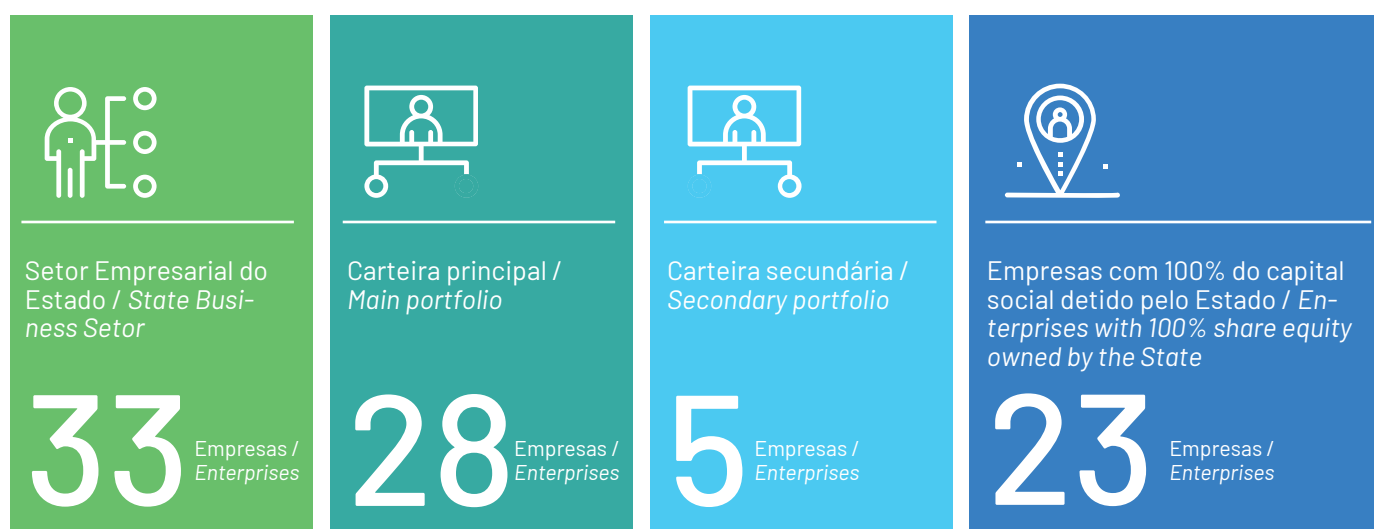 Setor Empresarial do
Estado / State Busi-
ness Setor
33
Empresas /
Enterprises
Carteira principal /
Main portfolio
28
Empresas /
Enterprises
Carteira secundária /
Secondary portfolio
5
Empresas /
Enterprises
Empresas com 100% do capital
social detido pelo Estado / En-
terprises with 100% share equity
owned by the State
23
Empresas /
Enterprises